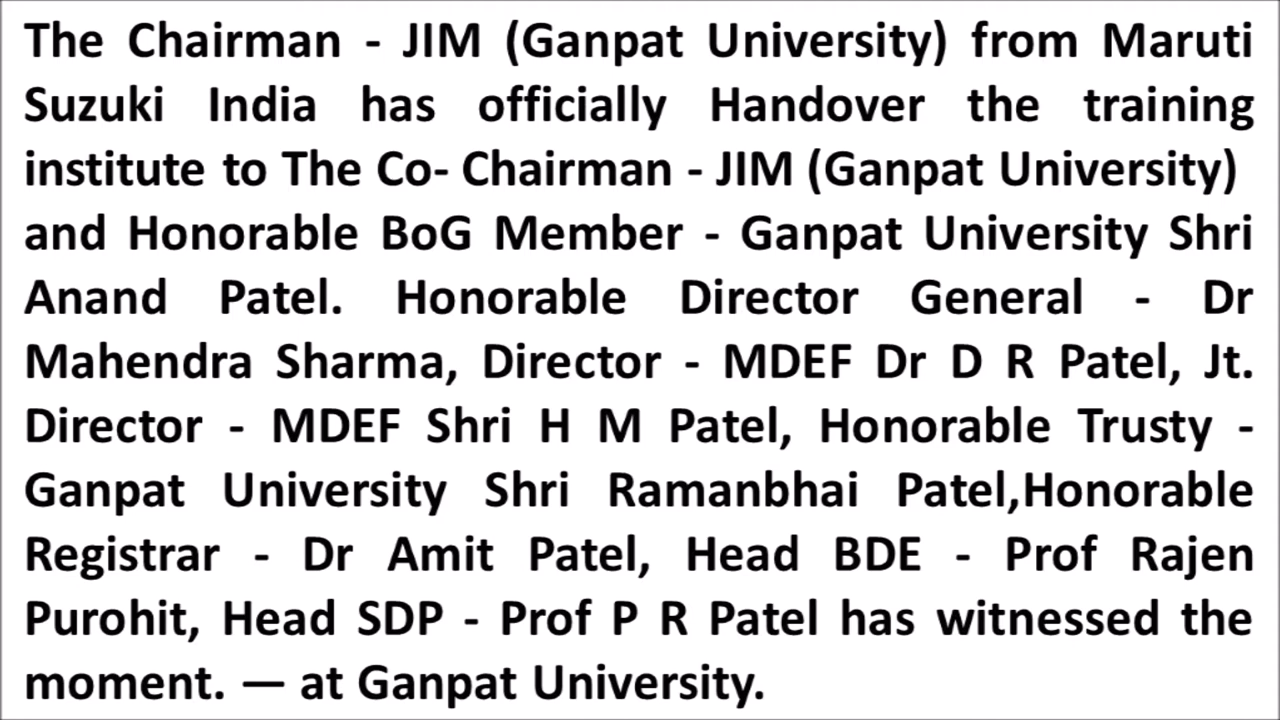 The Chairman - JIM (Ganpat University) from Maruti
Suzuki India has officially Handover the training
institute to The Co- Chairman - JIM (Ganpat University)
and Honorable BoG Member - Ganpat University Shri
Anand Patel. Honorable Director General - Dr
Mahendra Sharma, Director - MDEF Dr D R Patel, Jt.
Director - MDEF Shri H M Patel, Honorable Trusty -
Ganpat University Shri Ramanbhai Patel,Honorable
Registrar - Dr Amit Patel, Head BDE - Prof Rajen
Purohit, Head SDP - Prof P R Patel has witnessed the
moment. — at Ganpat University.